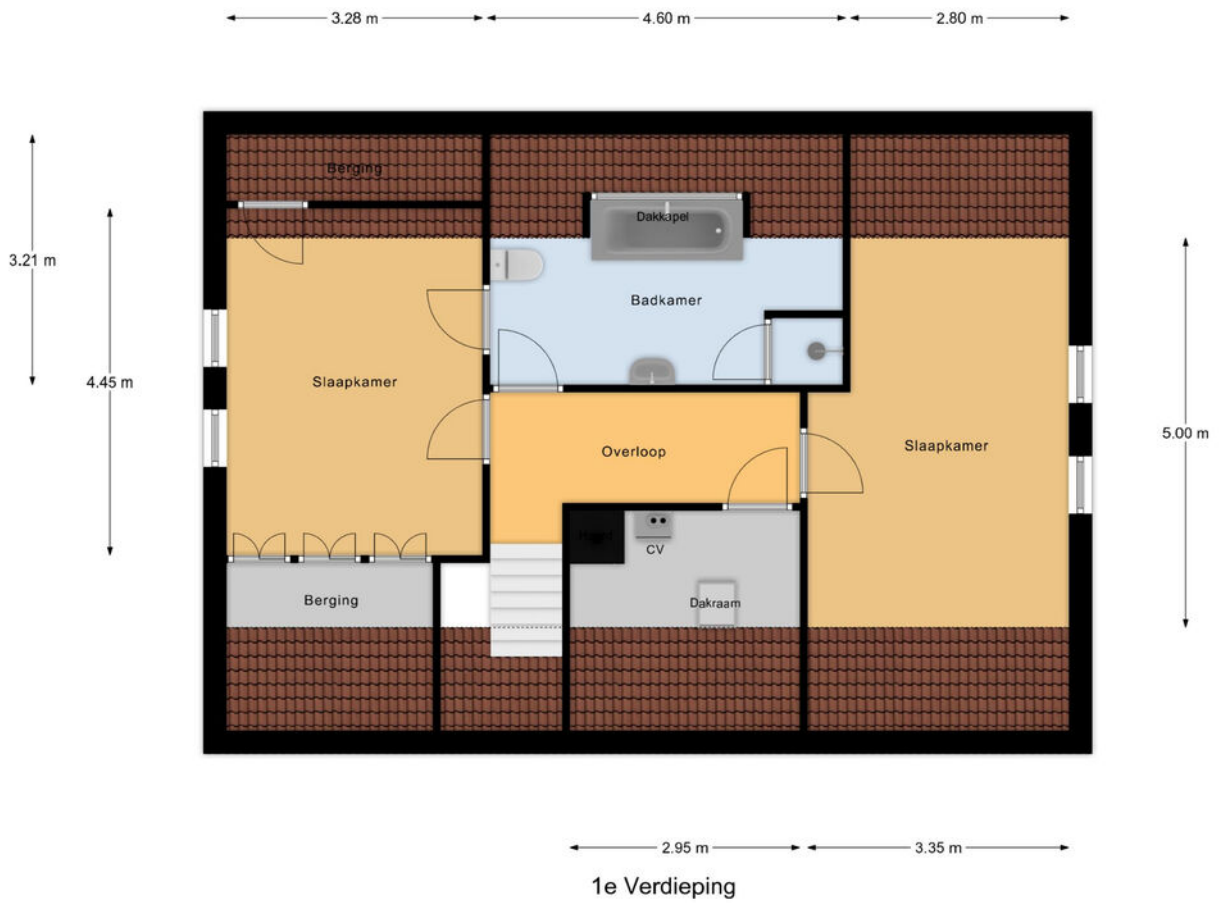 3.28 m
4.60 m
2.80 m
Berging
Dakkapel
3.21 m
Badkamer
4.45 m
Slaapkamer
Slaapkamer
5.00 m
Overloop
CV
Berging
Dakraam
2.95 m
3.35 m
1e Verdieping